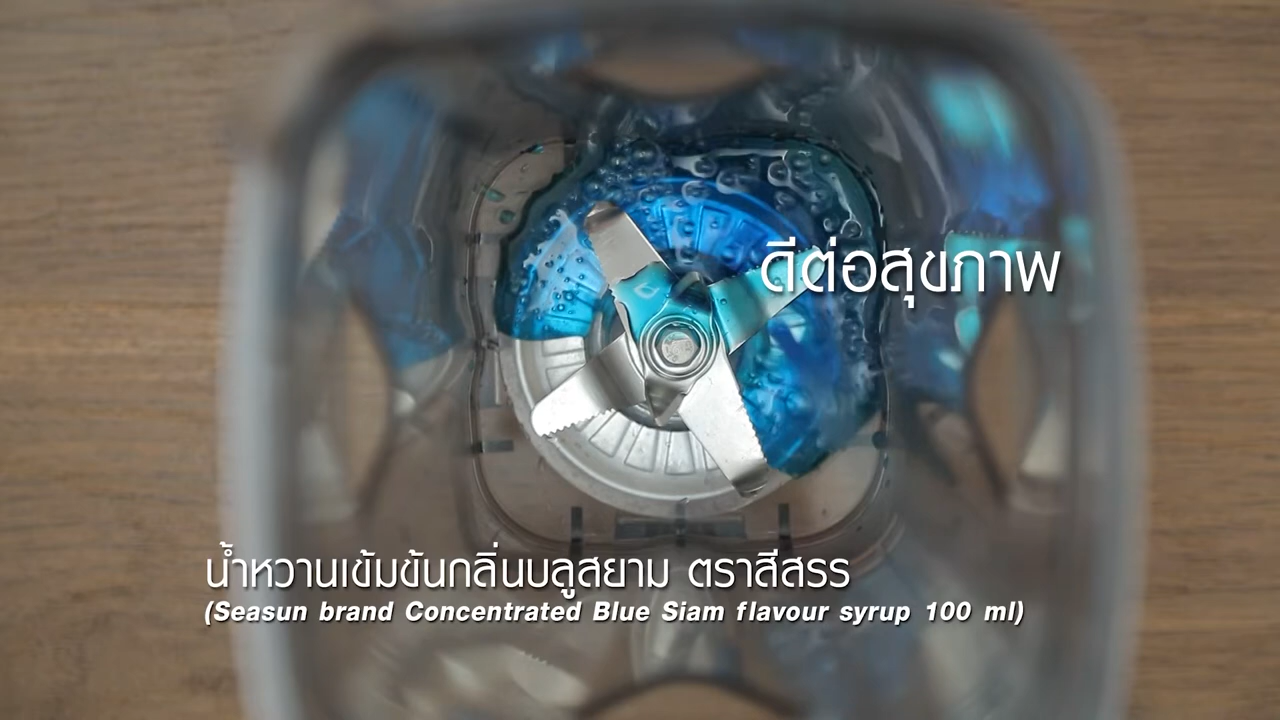 ดีต่อสุขภาพ
น้ำหวานเข้มข้นกลิ่นบลูสยาม ตราสีสรร
(Seasun brand Concentrated Blue Siam flavour syrup 100 ml)